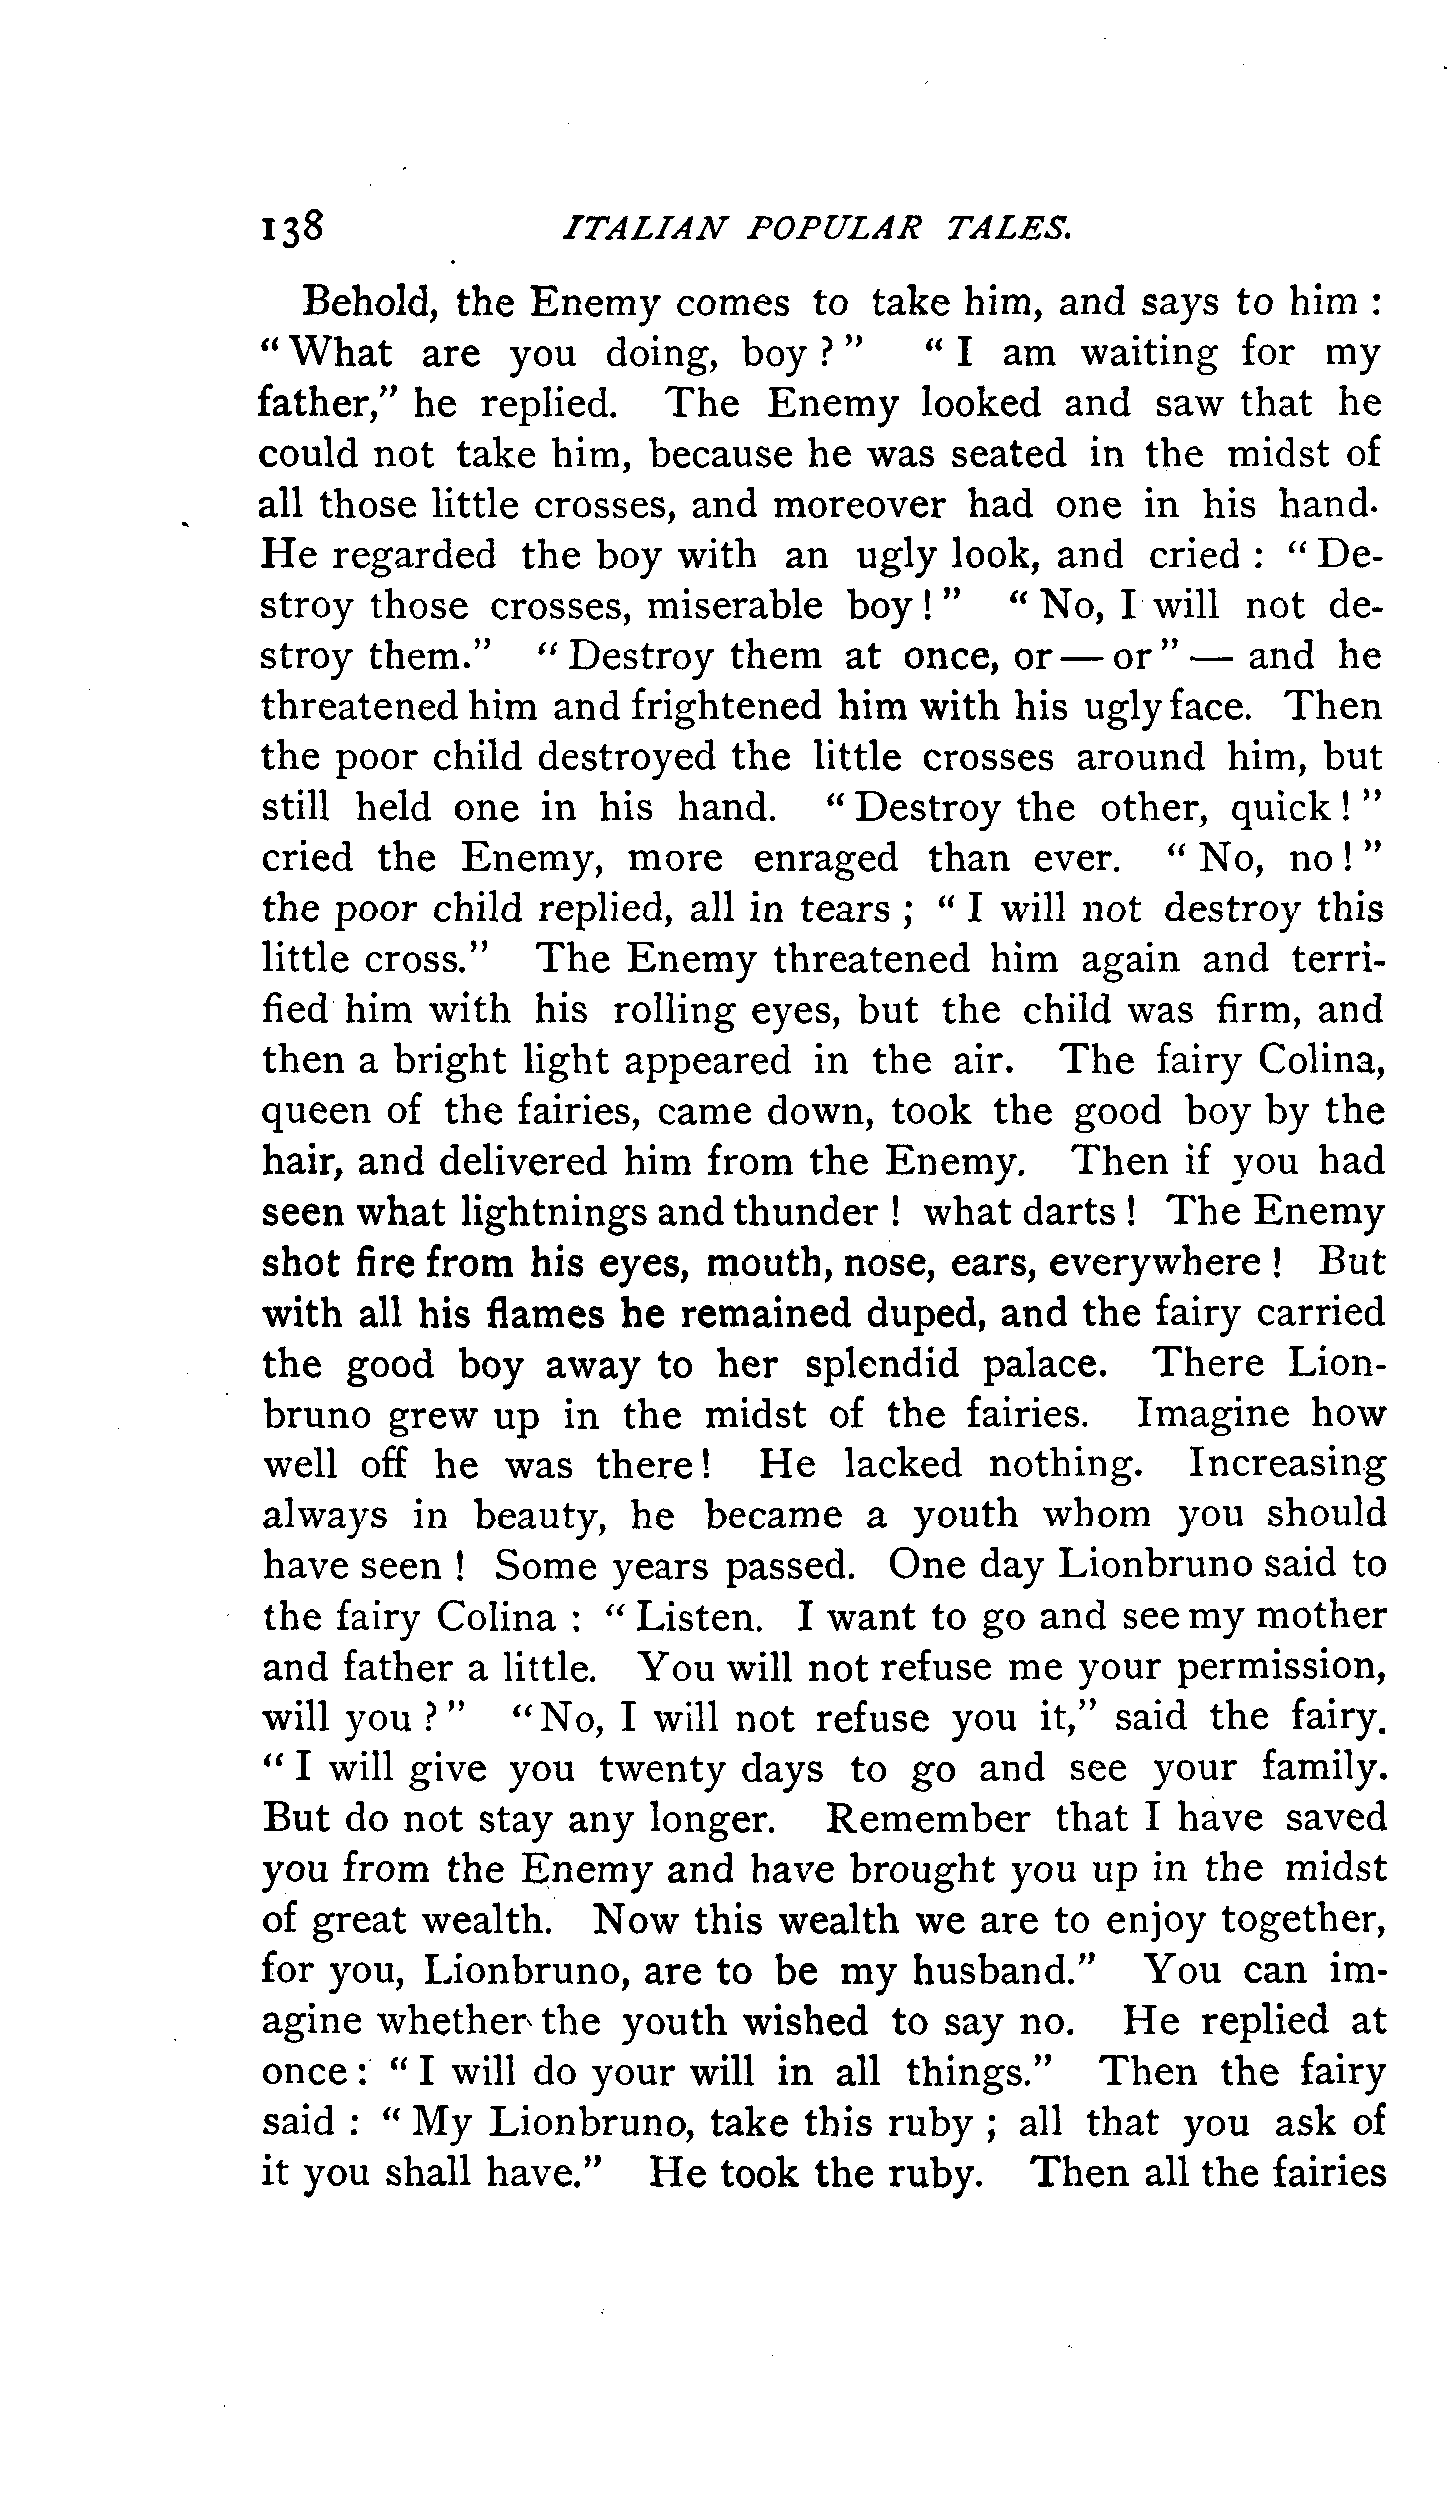 138 ITALIAN POPULAR TALES.
Behold, the Enemy comes to take him, and says to him :
“ What are you doing, boy ? ” “ I am waiting for my
father,” he replied. The Enemy looked and saw that he
could not take him, because he was seated in the midst of
all those little crosses, and moreover had one in his hand.
He regarded the boy with an ugly look, and cried : “ De-
stroy those crosses, miserable boy ! ” “ No, I will not de-
stroy them.” “ Destroy them at once, or — or ” — and he
threatened him and frightened him with his ugly face. Then
the poor child destroyed the little crosses around him, but
still held one in his hand. “ Destroy the other, quick ! ”
cried the Enemy, more enraged than ever. “ No, no ! ”
the poor child replied, all in tears ; “ I will not destroy this
little cross.” The Enemy threatened him again and terri-
fied him with his rolling eyes, but the child was firm, and
then a bright light appeared in the air. The fairy Colina,
queen of the fairies, came down, took the good boy by the
hair, and delivered him from the Enemy. Then if you had
seen what lightnings and thunder ! what darts ! The Enemy
shot fire from his eyes, mouth, nose, ears, everywhere ! But
with all his flames he remained duped, and the fairy carried
the good boy away to her splendid palace. There Lion-
bruno grew up in the midst of the fairies. Imagine how
well off he was there ! He lacked nothing. Increasing
always in beauty, he became a youth whom you should
have seen ! Some years passed. One day Lionbruno said to
the fairy Colina : “ Listen. I want to go and see my mother
and father a little. You will not refuse me your permission,
will you ? ” “ No, I will not refuse you it,” said the fairy.
“ I will give you twenty days to go and see your family.
But do not stay any longer. Remember that I have saved
you from the Enemy and have brought you up in the midst
of great wealth. Now this wealth we are to enjoy together,
for you, Lionbruno, are to be my husband.” You can im-
agine whether the youth wished to say no. He replied at
once : “ I will do your will in all things.” Then the fairy
said : “ My Lionbruno, take this ruby ; all that you ask of
it you shall have.” He took the ruby. Then all the fairies